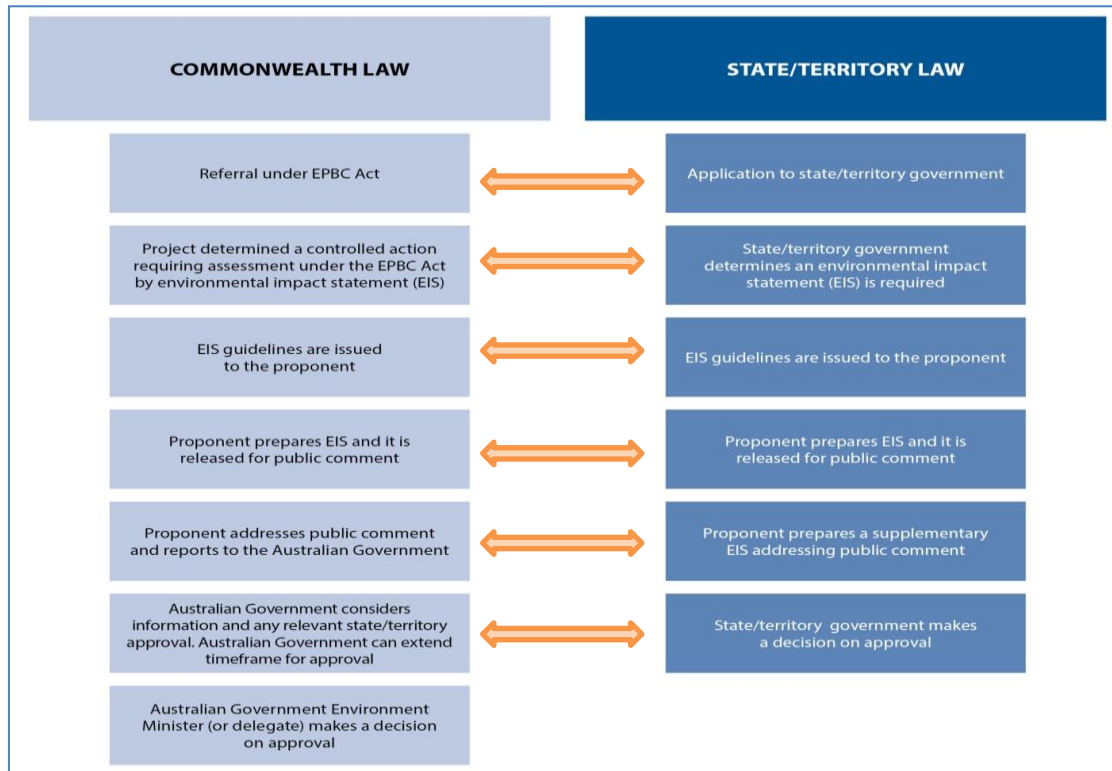 COMMONWEALTH LAW
STATE/TERRITORY LAW
Referral under EPBC Act
Application to state/territory government
Project determined a controlled action
requiring assessment under the EPBC Act
by environmental impact statement (EIS)
State/territory government
determines an environmental impact
statement (EIS) is required
EIS guidelines are issued
to the proponent
EIS guidelines are issued to the proponent
Proponent prepares EIS and it is
released for public comment
Proponent prepares EIS and it is
released for public comment
Proponent addresses public comment
and reports to the Australian Government
Proponent prepares a supplementary
EIS addressing public comment
Australian Government considers
information and any relevant state/territory
approval. Australian Government can extend
timeframe for approval
State/territory government makes
a decision on approval
Australian Government Environment
Minister (or delegate) makes a decision
on approval